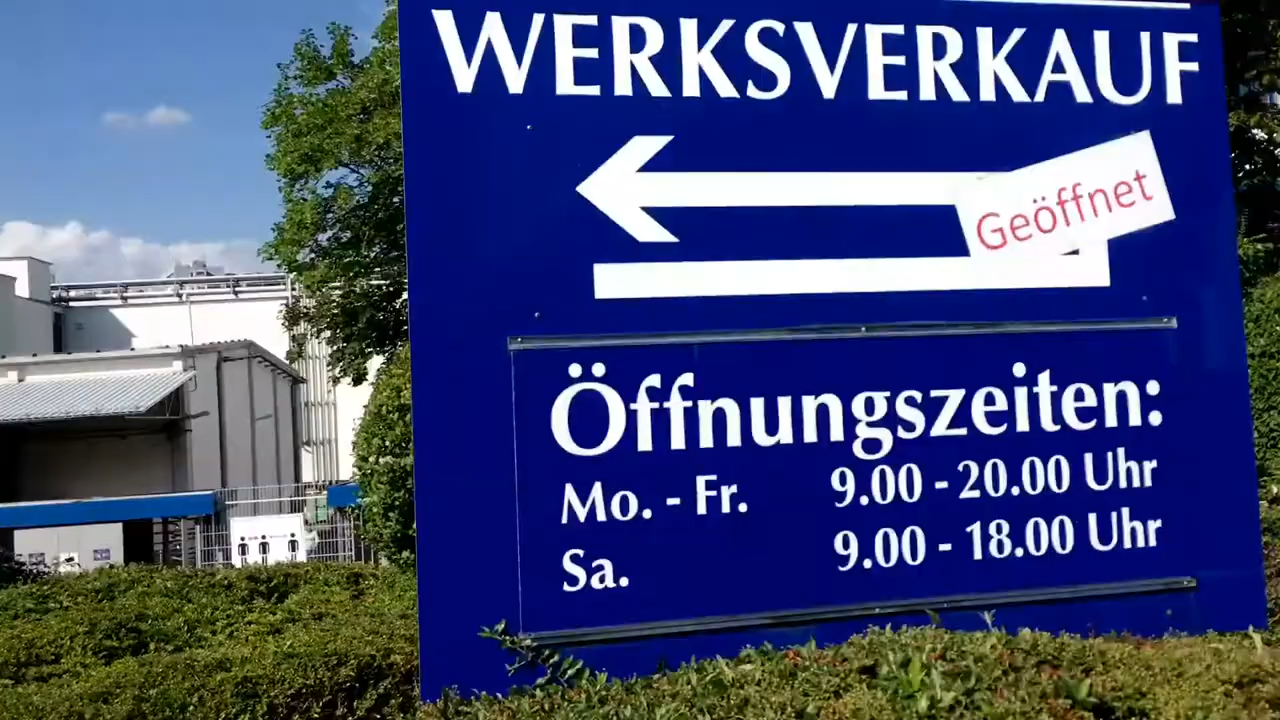 WERKSVERKAUF
Geöffnet
Öffnungszeiten:
Mo. - Fr. 9.00 - 20.00 Uhr
Sa. 9.00 - 18.00 Uhr